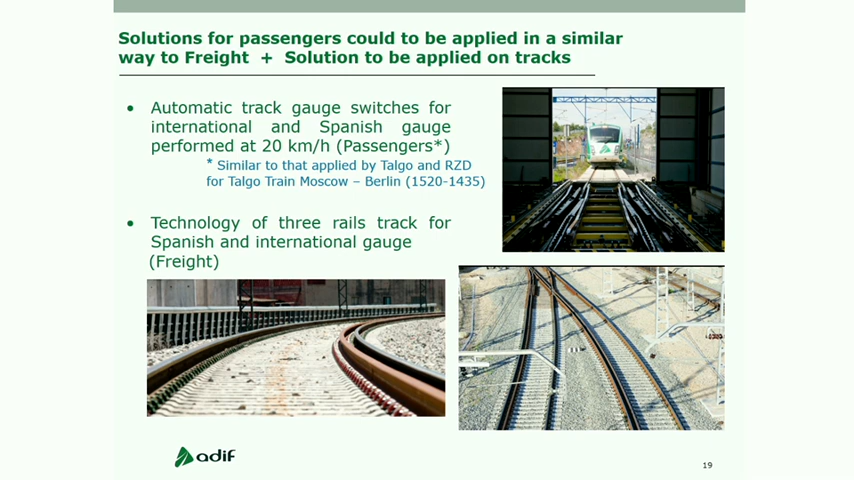 Solutions for passengers could to be applied in a similar
way to Freight + Solution to be applied on tracks
• Automatic track gauge switches for
international and Spanish gauge
performed at 20 km/h (Passengers*)
* Similar to that applied by Talgo and RZD
for Talgo Train Moscow – Berlin (1520-1435)
• Technology of three rails track for
Spanish and international gauge
(Freight)
adif
19